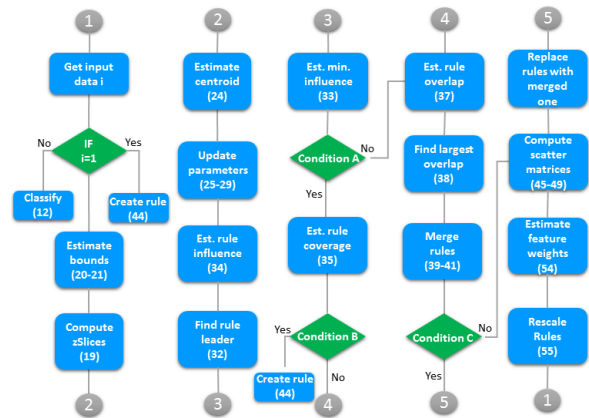 1
Get input
data i
No
IF
i=1
Yes
Classify
(12)
Create rule
(44)
Estimate
bounds
(20-21)
Compute
zSlices
(19)
2
2
Estimate
centroid
(24)
Update
parameters
(25-29)
Est. rule
influence
(34)
Find rule
leader
(32)
3
3
Est. min.
influence
(33)
Condition A
No
Yes
Est. rule
coverage
(35)
Yes
Condition B
Create rule
(44)
No
4
4
Est. rule
overlap
(37)
Find largest
overlap
(38)
Merge
rules
(39-41)
Condition C
No
Yes
5
5
Replace
rules with
merged
one
Compute
scatter
matrices
(45-49)
Estimate
feature
weights
(54)
Rescale
Rules
(55)
1